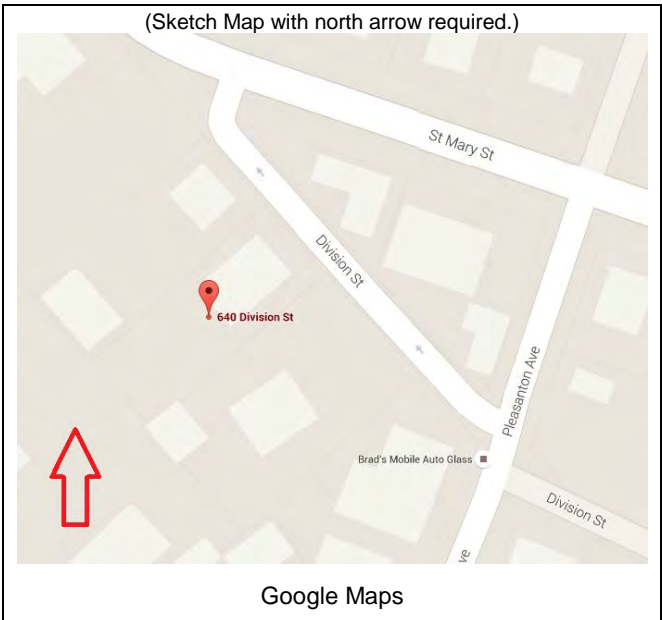 (Sketch Map with north arrow required.)
St Mary St
Division St
640 Division St
Pleasanton Ave
Brad's Mobile Auto Glass
Division St
ve
Google Maps